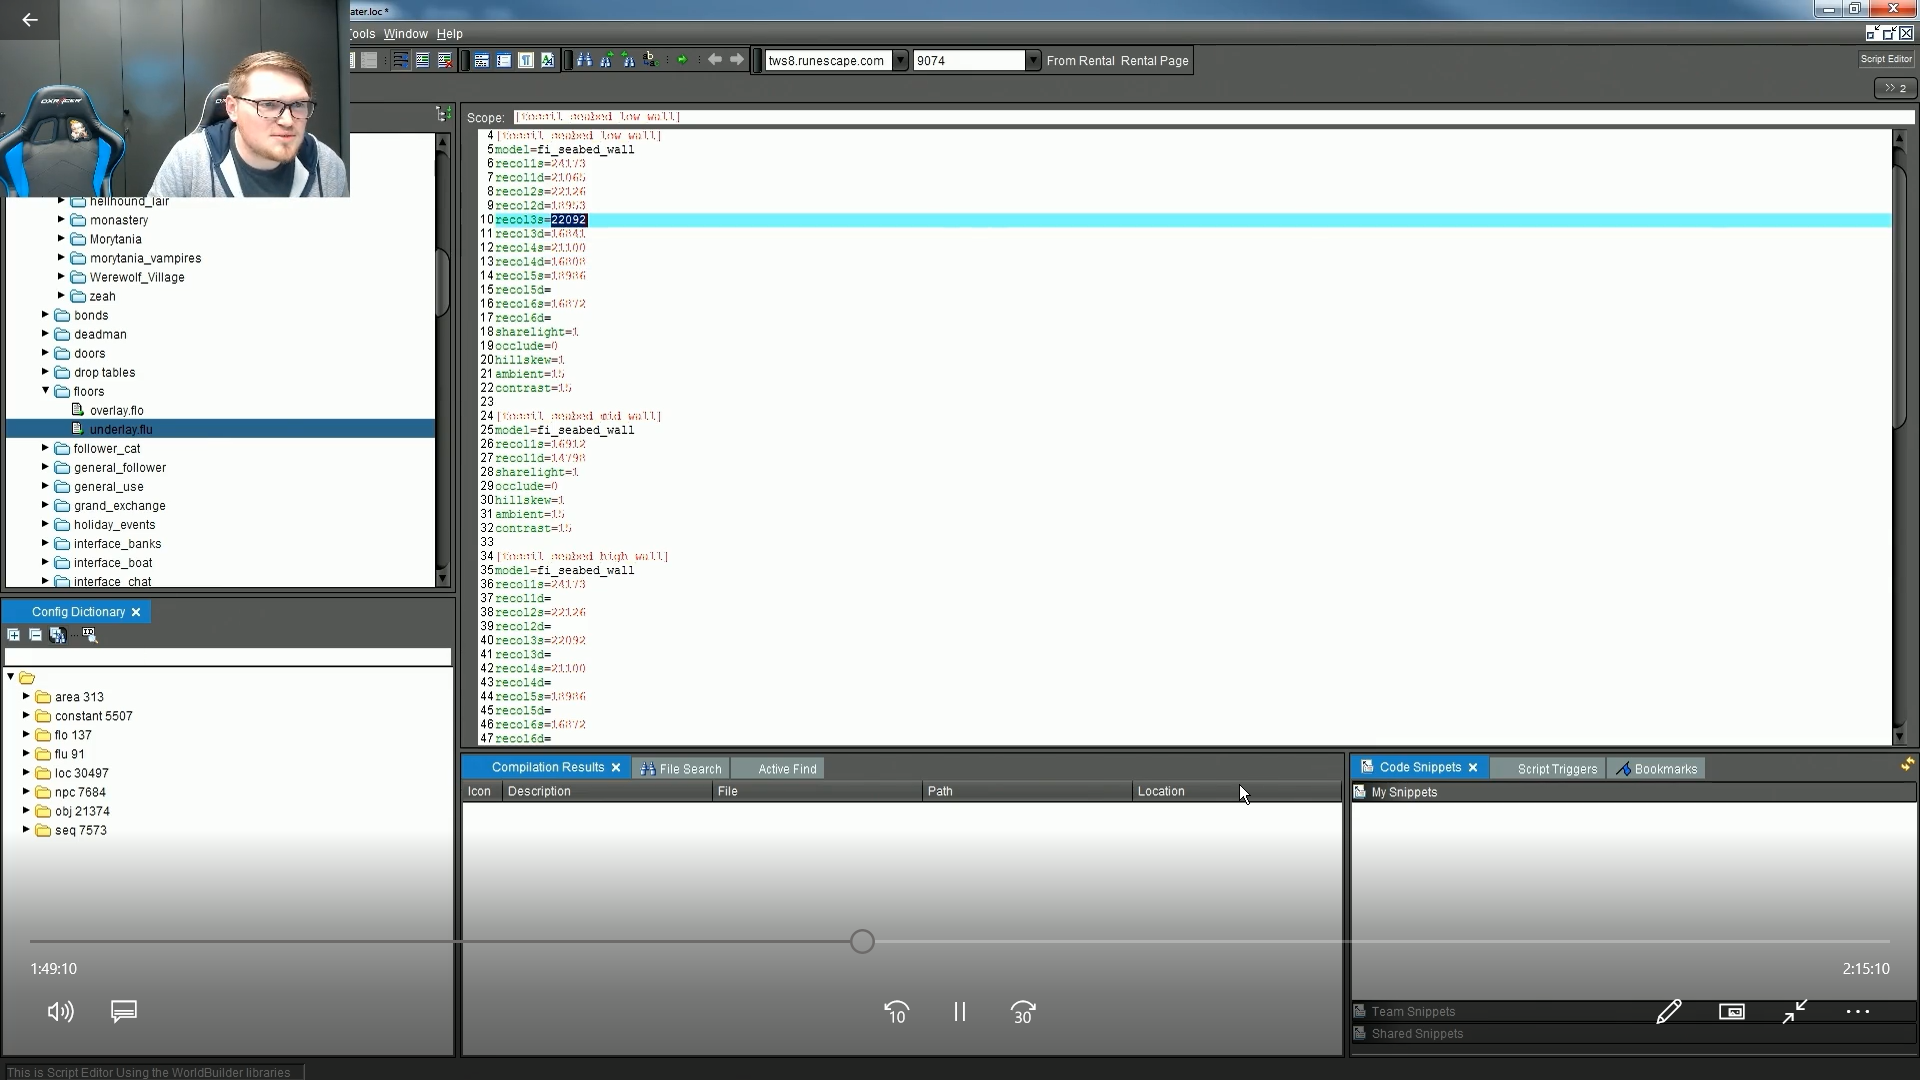 ater.loc *
Tools Window Help
tws8.runescape.com 9074 From Rental Rental Page
Script Editor
>> 2
DXRACER
hellhound_lair
monastery
Morytania
morytania_vampires
Werewolf_Village
zeah
bonds
deadman
doors
drop tables
floors
overlay.flo
underlay.flu
follower_cat
general_follower
general_use
grand_exchange
holiday_events
interface_banks
interface_boat
interface_chat
Scope: [fossil_seabed_low_wall]
4 [fossil_seabed_low_wall]
5 model=fi_seabed_wall
6 recol1s=24173
7 recol1d=21065
8 recol2s=22126
9 recol2d=18953
10 recol3s=22092
11 recol3d=16841
12 recol4s=21100
13 recol4d=16808
14 recol5s=18986
15 recol5d=
16 recol6s=16872
17 recol6d=
18 sharelight=1
19 occlude=0
20 hillskew=1
21 ambient=15
22 contrast=15
23
24 [fossil_seabed_mid_wall]
25 model=fi_seabed_wall
26 recol1s=16912
27 recol1d=14798
28 sharelight=1
29 occlude=0
30 hillskew=1
31 ambient=15
32 contrast=15
33
34 [fossil_seabed_high_wall]
35 model=fi_seabed_wall
36 recol1s=24173
37 recol1d=
38 recol2s=22126
39 recol2d=
40 recol3s=22092
41 recol3d=
42 recol4s=21100
43 recol4d=
44 recol5s=18986
45 recol5d=
46 recol6s=16872
47 recol6d=
Config Dictionary
area 313
constant 5507
flo 137
flu 91
loc 30497
npc 7684
obj 21374
seq 7573
Compilation Results File Search Active Find
Icon Description File Path Location
Code Snippets Script Triggers Bookmarks
My Snippets
Team Snippets
Shared Snippets
1:49:10
2:15:10
10
30
This is Script Editor Using the WorldBuilder libraries